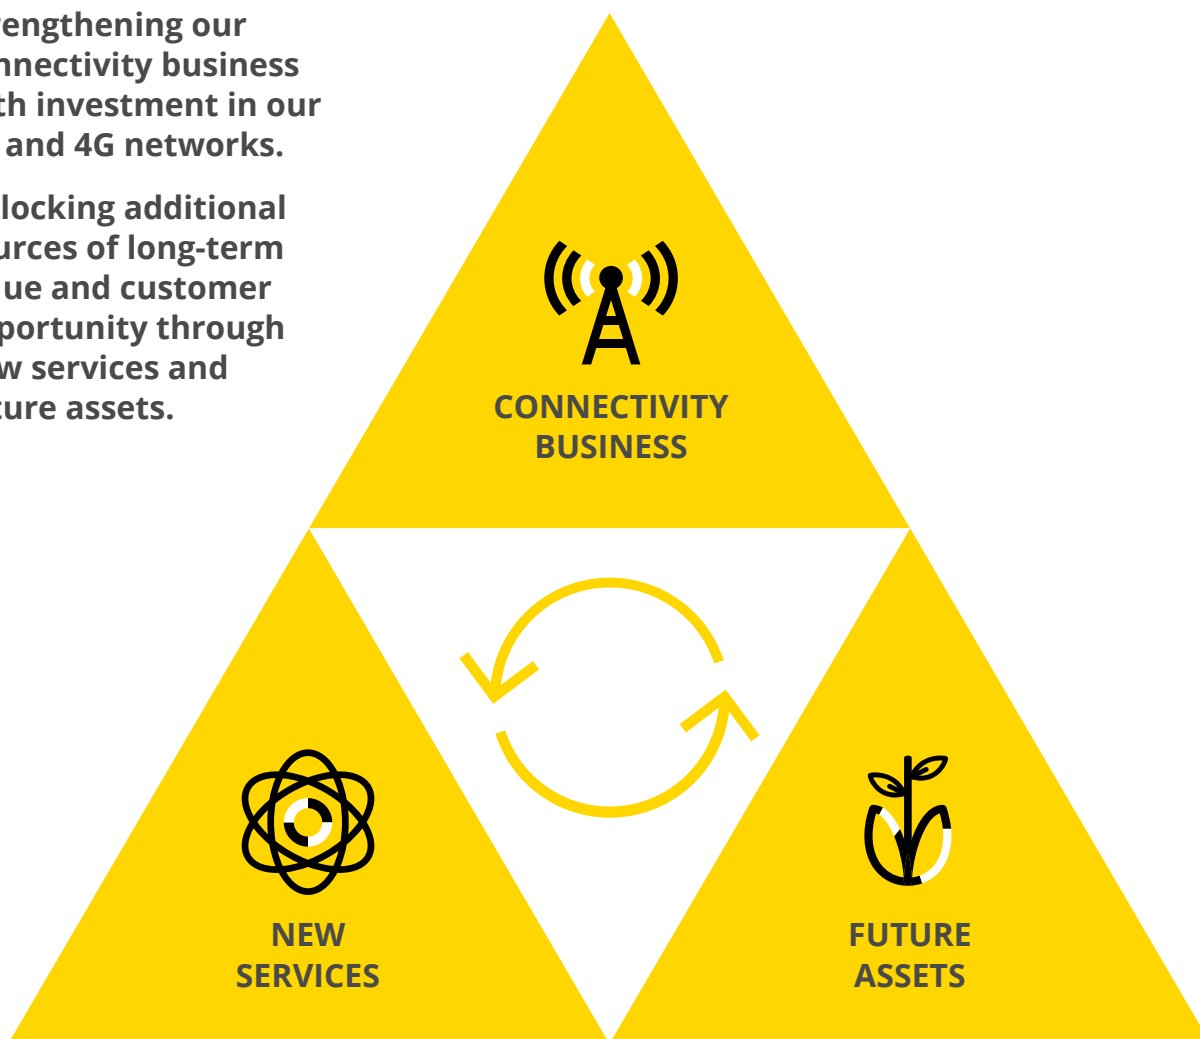 rengthening our
nnectivity business
th investment in our
and 4G networks.
locking additional
urces of long-term
ue and customer
portunity through
w services and
ture assets.
CONNECTIVITY
BUSINESS
NEW
SERVICES
FUTURE
ASSETS